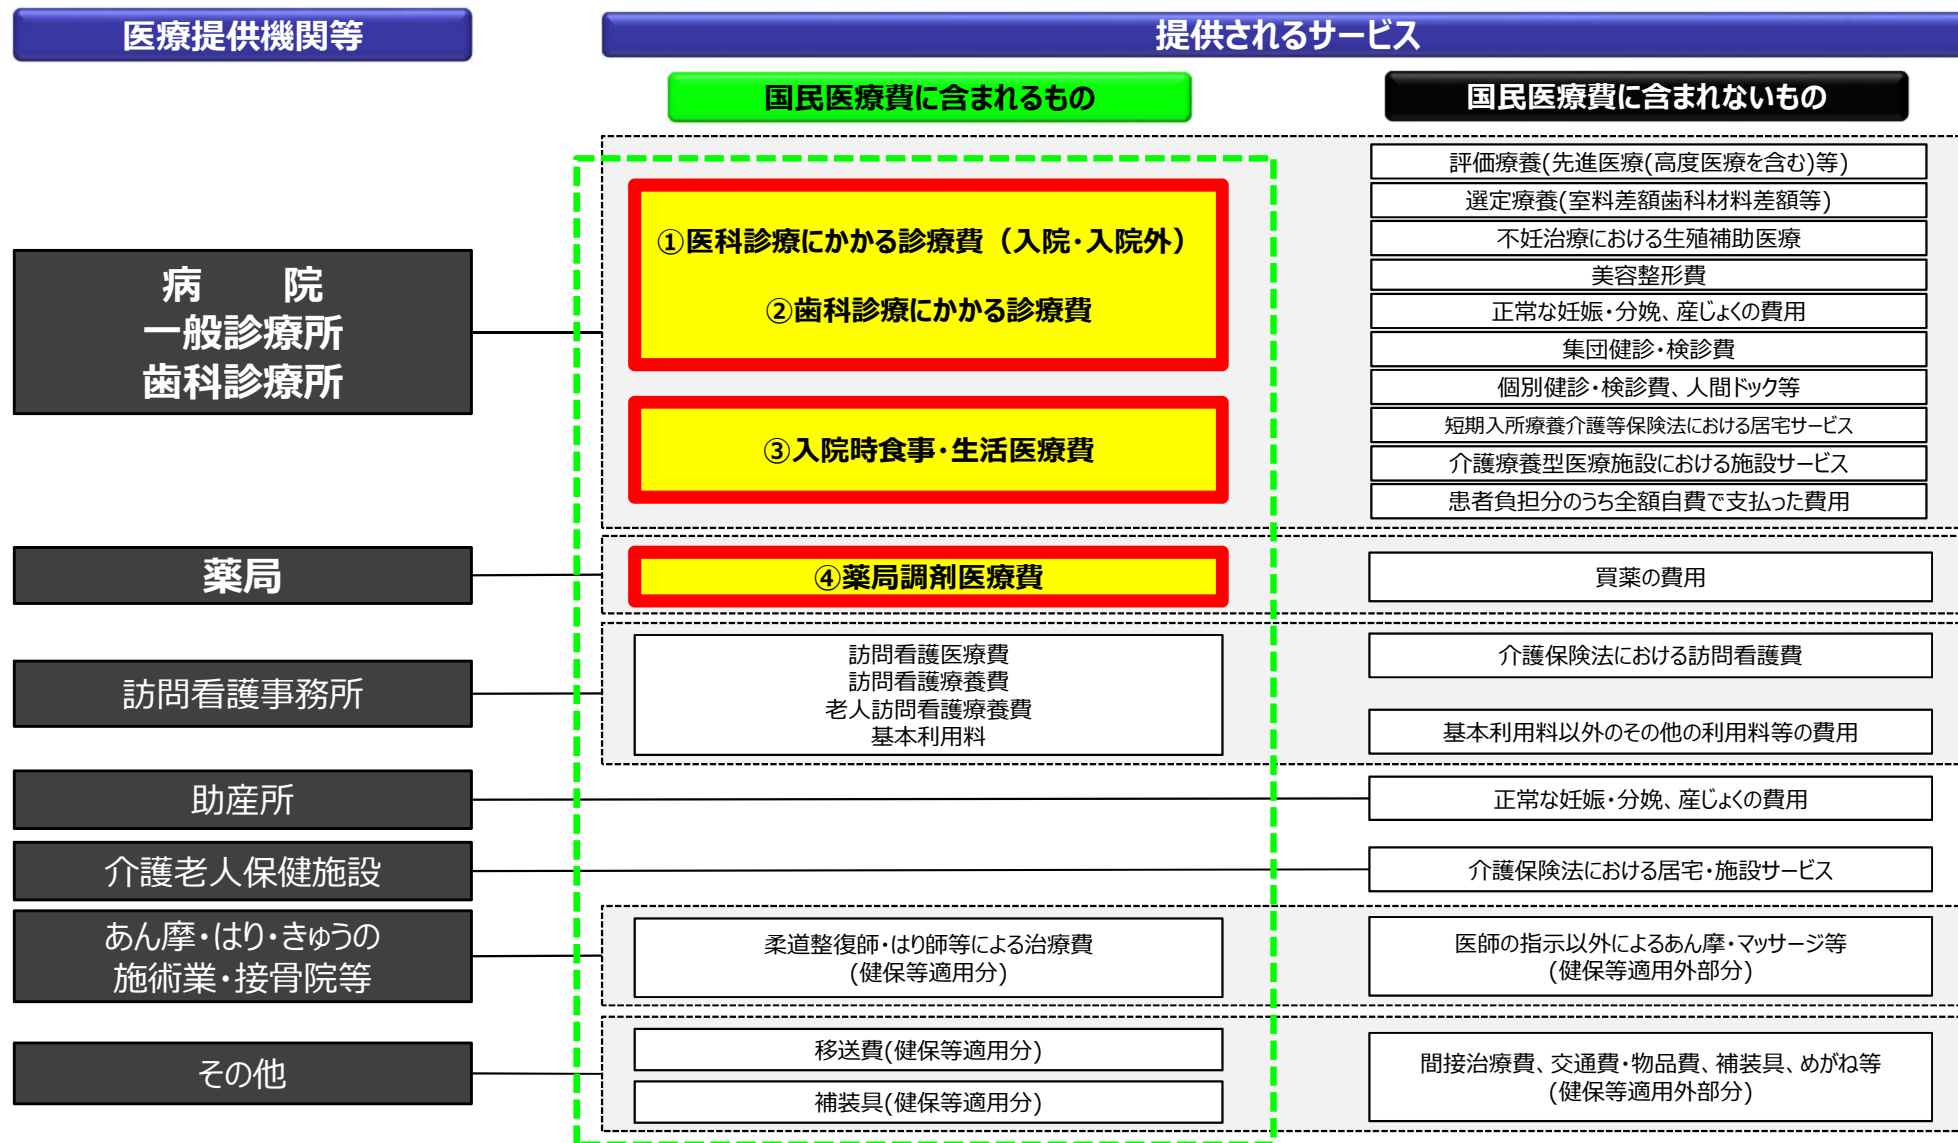 医療提供機関等
提供されるサービス
国民医療費に含まれるもの
国民医療費に含まれないもの
病　院
一般診療所
歯科診療所
①医科診療にかかる診療費（入院・入院外）
②歯科診療にかかる診療費
③入院時食事・生活医療費
評価療養(先進医療(高度医療を含む)等)
選定療養(室料差額歯科材料差額等)
不妊治療における生殖補助医療
美容整形費
正常な妊娠・分娩、産じょくの費用
集団健診・検診費
個別健診・検診費、人間ドック等
短期入所療養介護等保険法における居宅サービス
介護療養型医療施設における施設サービス
患者負担分のうち全額自費で支払った費用
薬局
④薬局調剤医療費
買薬の費用
訪問看護事務所
訪問看護医療費
訪問看護療養費
老人訪問看護療養費
基本利用料
介護保険法における訪問看護費
基本利用料以外のその他の利用料等の費用
助産所
正常な妊娠・分娩、産じょくの費用
介護老人保健施設
介護保険法における居宅・施設サービス
あん摩・はり・きゅうの
施術業・接骨院等
柔道整復師・はり師等による治療費
(健保等適用分)
医師の指示以外によるあん摩・マッサージ等
(健保等適用外部分)
その他
移送費(健保等適用分)
補装具(健保等適用分)
間接治療費、交通費・物品費、補装具、めがね等
(健保等適用外部分)